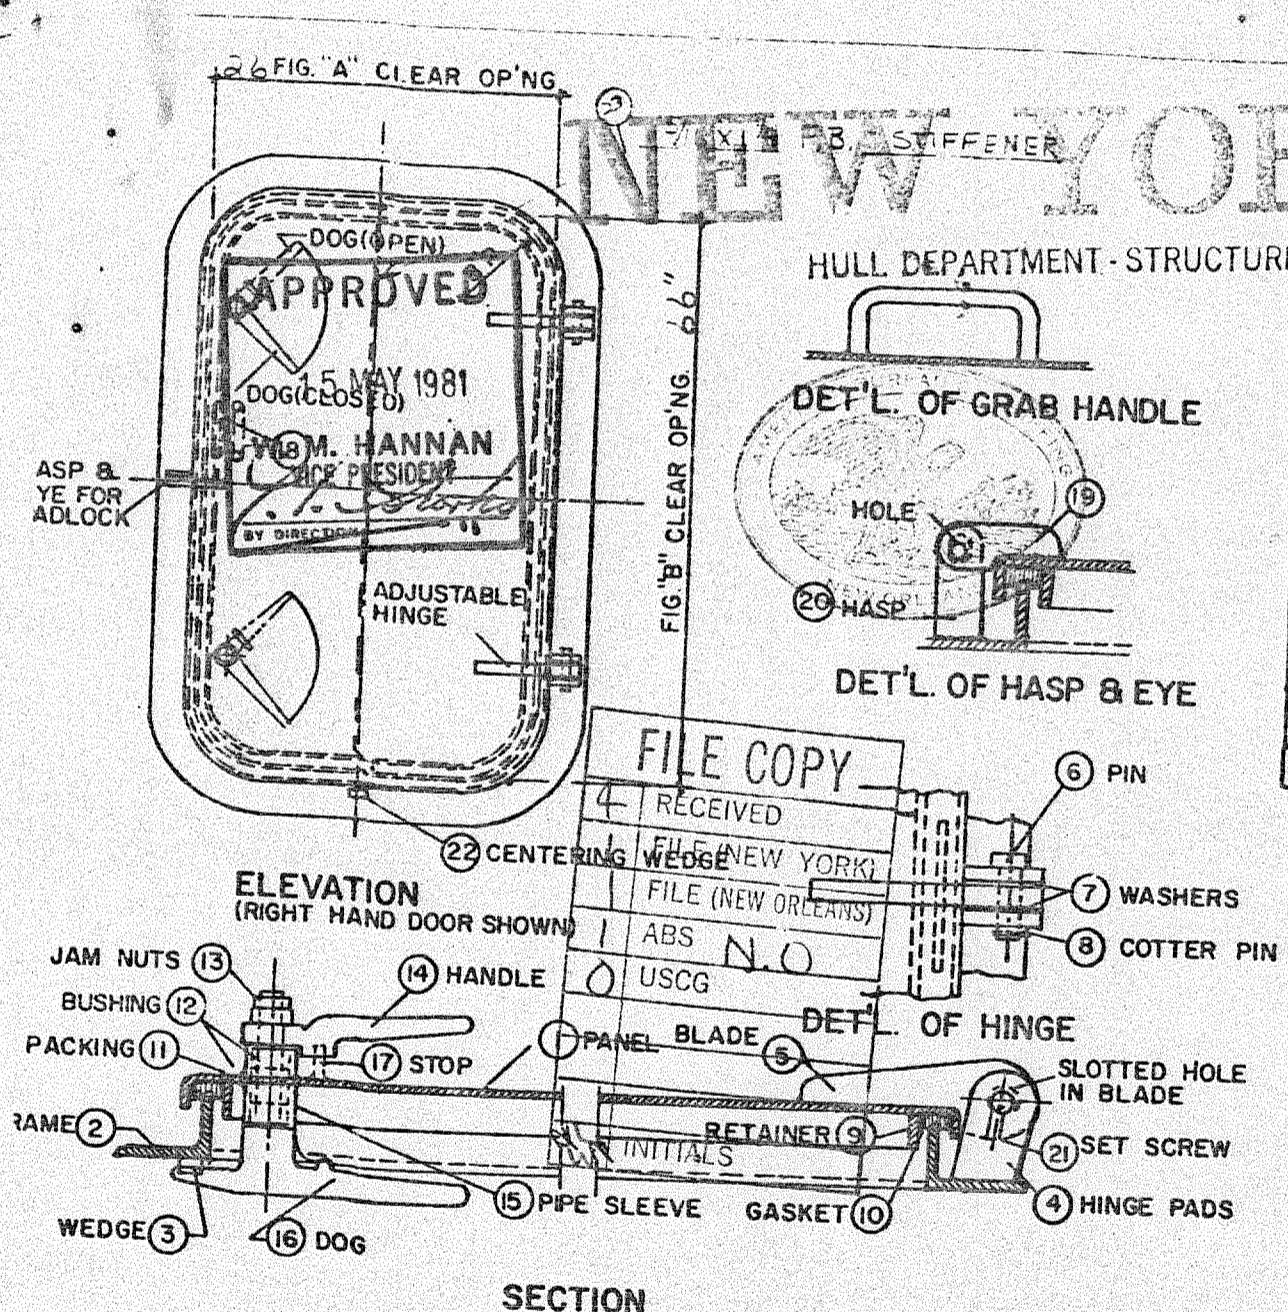 26 FIG. "A" CLEAR OP'NG
NEW YOR
F.B. STIFFENER
HULL DEPARTMENT - STRUCTUR
DOG (OPEN)
APPROVED
15 MAY 1981
DOG (CLOSED)
18
WM. HANNAN
VICE PRESIDENT
BY DIRECTION
ASP &
YE FOR
ADLOCK
ADJUSTABLE
HINGE
FIG. "B" CLEAR OP'NG. 66"
DET'L. OF GRAB HANDLE
HOLE
19
20 HASP
DET'L. OF HASP & EYE
22 CENTERING WEDGE
ELEVATION
(RIGHT HAND DOOR SHOWN)
FILE COPY
4 RECEIVED
1 FILE (NEW YORK)
1 FILE (NEW ORLEANS)
1 ABS N.O
0 USCG
INITIALS
6 PIN
7 WASHERS
8 COTTER PIN
DET'L. OF HINGE
JAM NUTS 13
BUSHING 12
PACKING 11
14 HANDLE
17 STOP
PANEL
BLADE 5
SLOTTED HOLE
IN BLADE
RAME 2
RETAINER 9
21 SET SCREW
WEDGE 3
16 DOG
15 PIPE SLEEVE
GASKET 10
4 HINGE PADS
SECTION